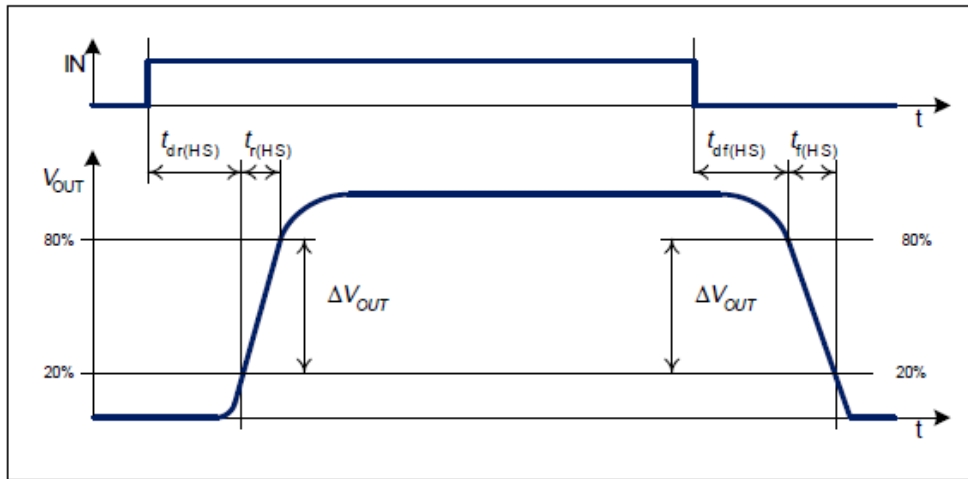 IN
t
tdr(HS) tr(HS) tdf(HS) tf(HS)
VOUT
80% 80%
ΔVOUT ΔVOUT
20% 20%
t